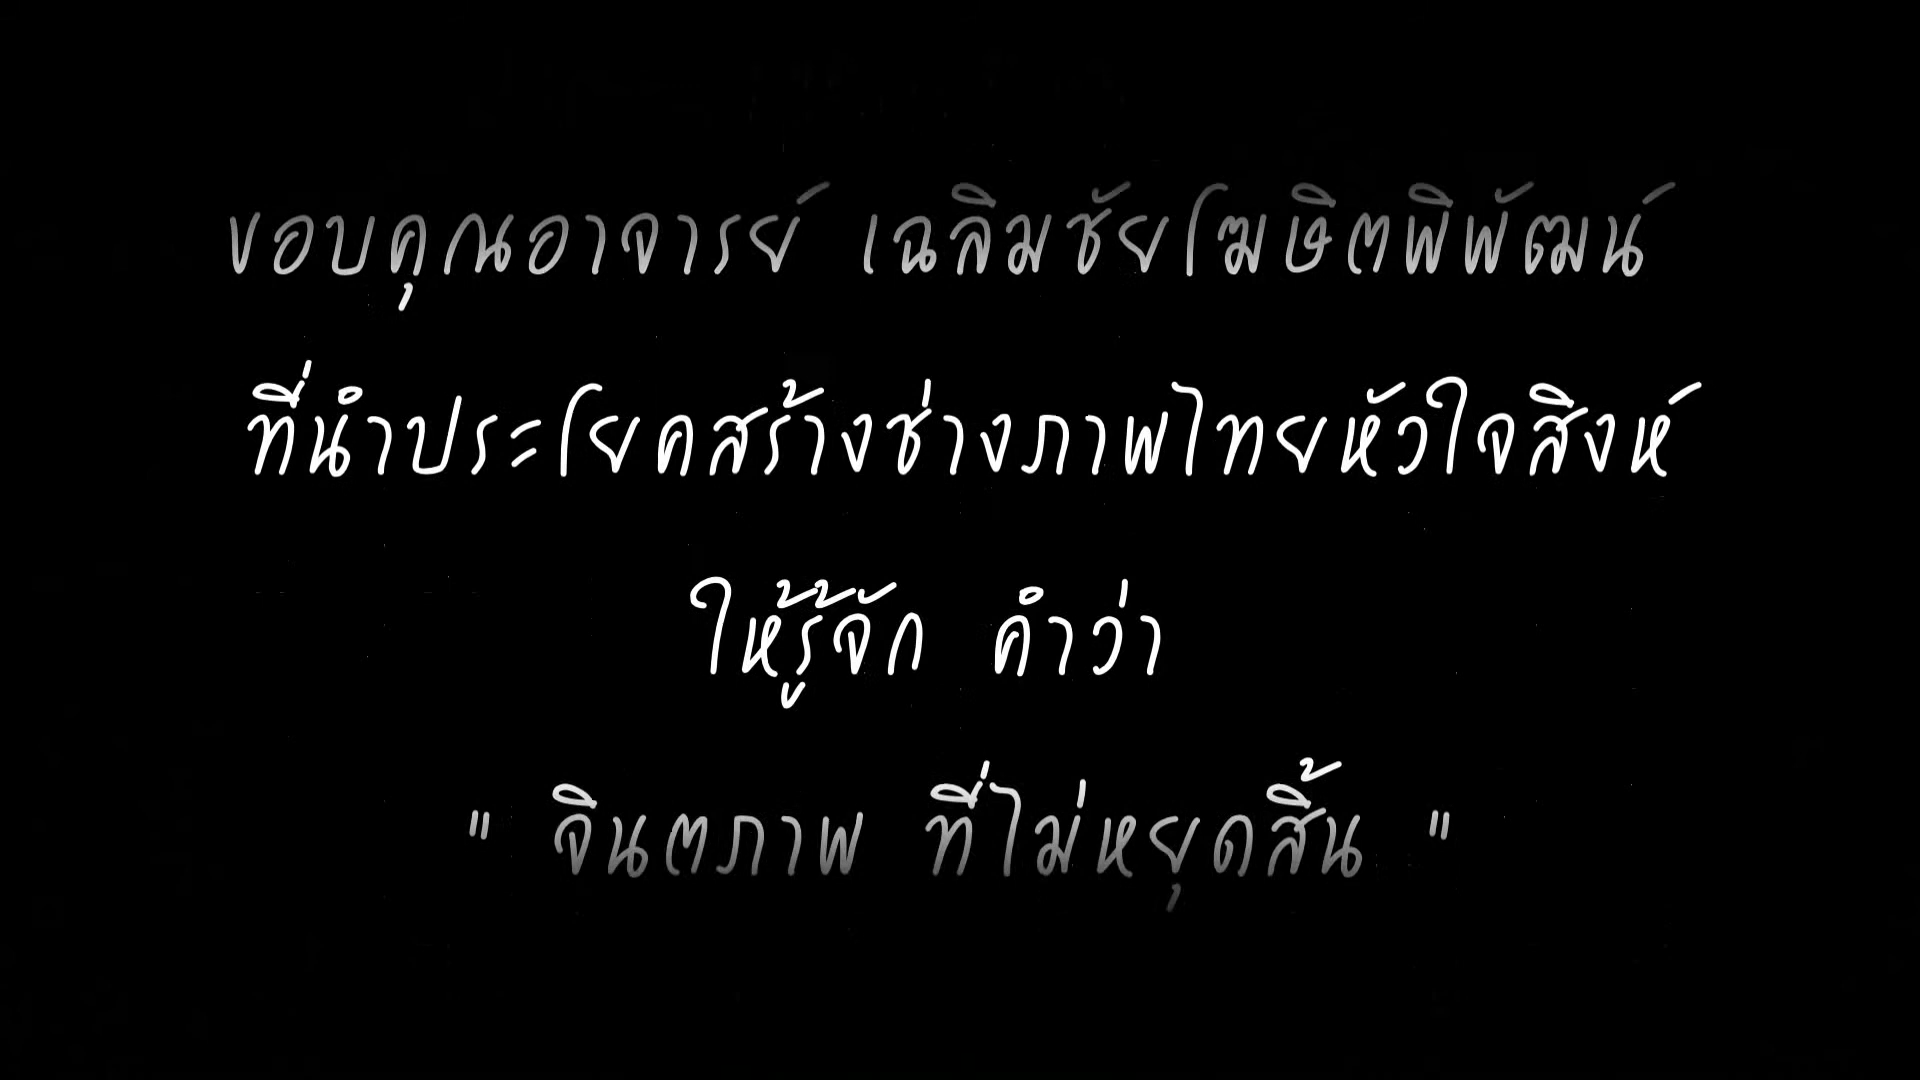 ขอบคุณอาจารย์ เฉลิมชัยโฆษิตพิพัฒน์
ที่นำประโยคสร้างช่างภาพไทยหัวใจสิงห์
ให้รู้จัก คำว่า
" จินตภาพ ที่ไม่หยุดสิ้น "